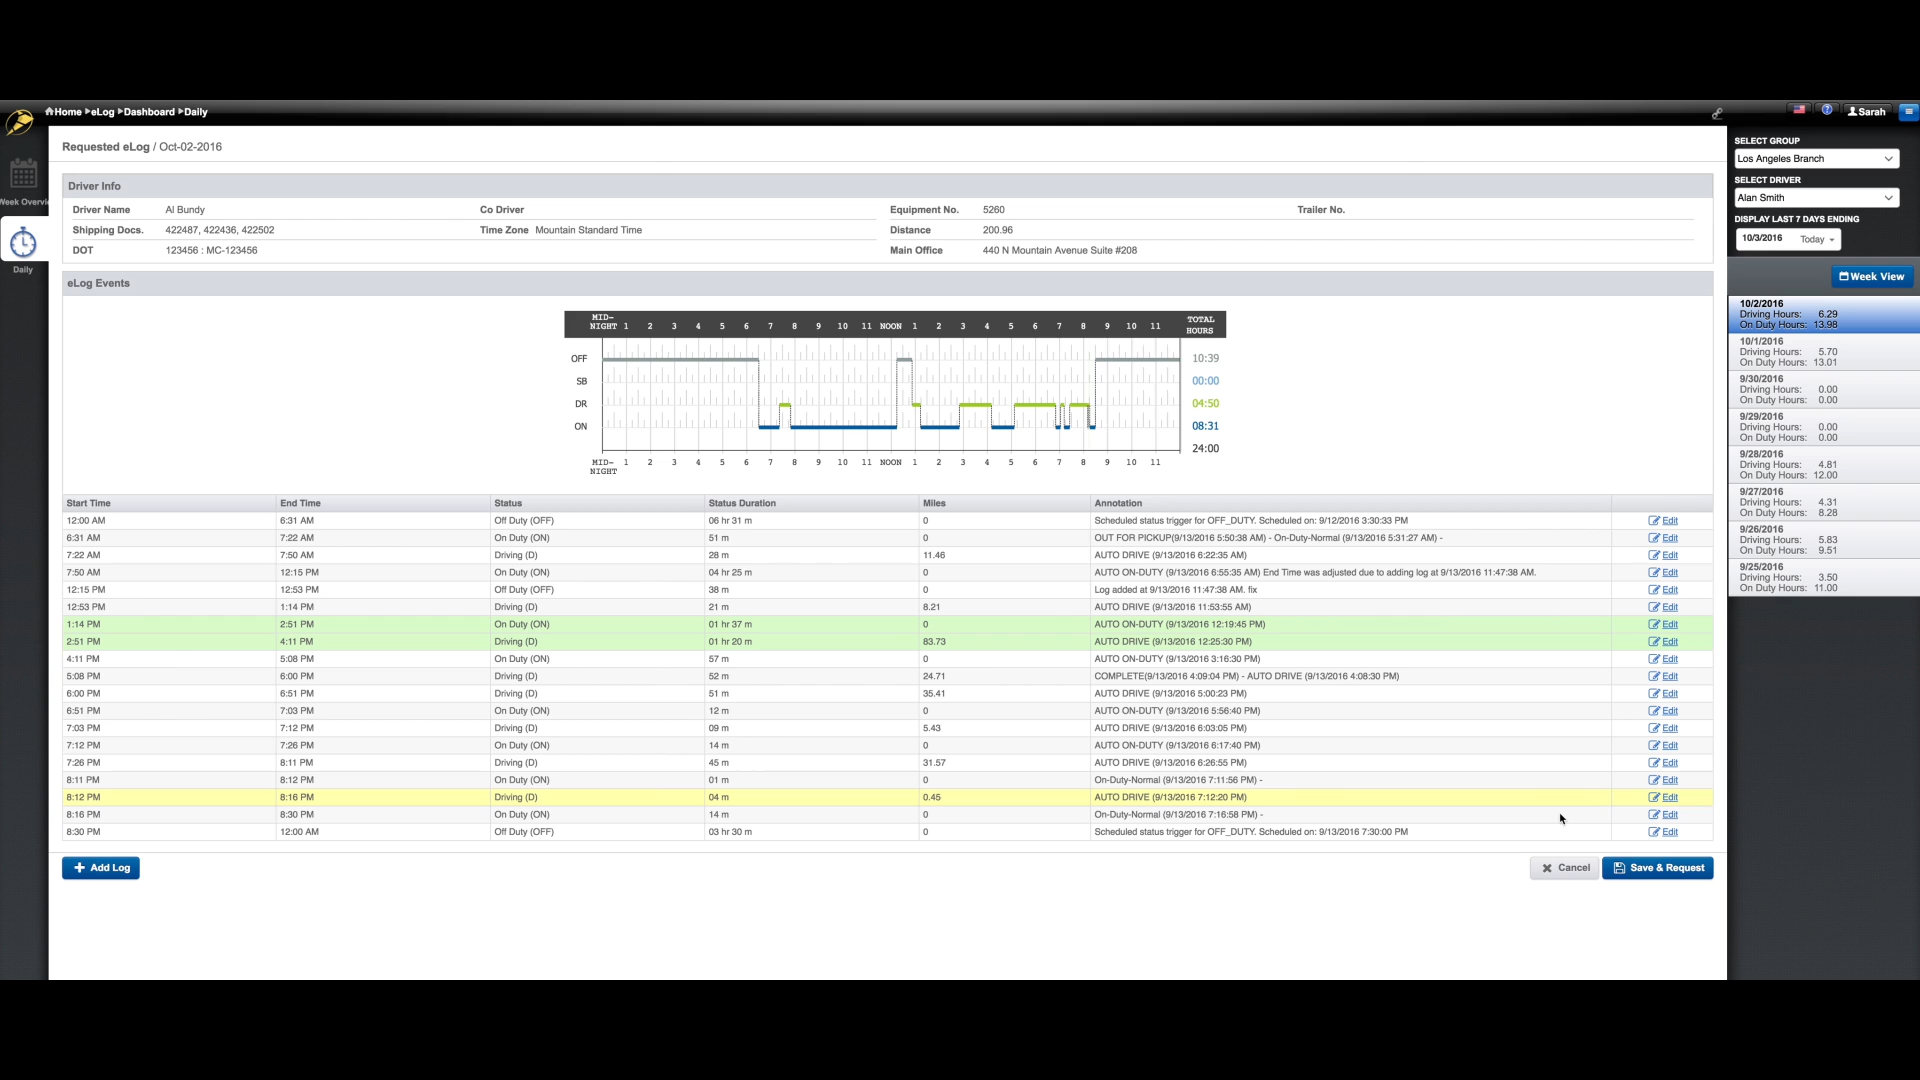 Home eLog Dashboard Daily
Sarah
Week Overvi
Daily
Requested eLog / Oct-02-2016
Driver Info
Driver Name Al Bundy Co Driver Equipment No. 5260 Trailer No.
Shipping Docs. 422487, 422436, 422502 Time Zone Mountain Standard Time Distance 200.96
DOT 123456 : MC-123456 Main Office 440 N Mountain Avenue Suite #208
eLog Events
MID-NIGHT 1 2 3 4 5 6 7 8 9 10 11 NOON 1 2 3 4 5 6 7 8 9 10 11 TOTAL HOURS
OFF 10:39
SB 00:00
DR 04:50
ON 08:31
24:00
MID-NIGHT 1 2 3 4 5 6 7 8 9 10 11 NOON 1 2 3 4 5 6 7 8 9 10 11
Start Time End Time Status Status Duration Miles Annotation
12:00 AM 6:31 AM Off Duty (OFF) 06 hr 31 m 0 Scheduled status trigger for OFF_DUTY. Scheduled on: 9/12/2016 3:30:33 PM Edit
6:31 AM 7:22 AM On Duty (ON) 51 m 0 OUT FOR PICKUP(9/13/2016 5:50:38 AM) - On-Duty-Normal (9/13/2016 5:31:27 AM) - Edit
7:22 AM 7:50 AM Driving (D) 28 m 11.46 AUTO DRIVE (9/13/2016 6:22:35 AM) Edit
7:50 AM 12:15 PM On Duty (ON) 04 hr 25 m 0 AUTO ON-DUTY (9/13/2016 6:55:35 AM) End Time was adjusted due to adding log at 9/13/2016 11:47:38 AM. Edit
12:15 PM 12:53 PM Off Duty (OFF) 38 m 0 Log added at 9/13/2016 11:47:38 AM. fix Edit
12:53 PM 1:14 PM Driving (D) 21 m 8.21 AUTO DRIVE (9/13/2016 11:53:55 AM) Edit
1:14 PM 2:51 PM On Duty (ON) 01 hr 37 m 0 AUTO ON-DUTY (9/13/2016 12:19:45 PM) Edit
2:51 PM 4:11 PM Driving (D) 01 hr 20 m 83.73 AUTO DRIVE (9/13/2016 12:25:30 PM) Edit
4:11 PM 5:08 PM On Duty (ON) 57 m 0 AUTO ON-DUTY (9/13/2016 3:16:30 PM) Edit
5:08 PM 6:00 PM Driving (D) 52 m 24.71 COMPLETE(9/13/2016 4:09:04 PM) - AUTO DRIVE (9/13/2016 4:08:30 PM) Edit
6:00 PM 6:51 PM Driving (D) 51 m 35.41 AUTO DRIVE (9/13/2016 5:00:23 PM) Edit
6:51 PM 7:03 PM On Duty (ON) 12 m 0 AUTO ON-DUTY (9/13/2016 5:56:40 PM) Edit
7:03 PM 7:12 PM Driving (D) 09 m 5.43 AUTO DRIVE (9/13/2016 6:03:05 PM) Edit
7:12 PM 7:26 PM On Duty (ON) 14 m 0 AUTO ON-DUTY (9/13/2016 6:17:40 PM) Edit
7:26 PM 8:11 PM Driving (D) 45 m 31.57 AUTO DRIVE (9/13/2016 6:26:55 PM) Edit
8:11 PM 8:12 PM On Duty (ON) 01 m 0 On-Duty-Normal (9/13/2016 7:11:56 PM) - Edit
8:12 PM 8:16 PM Driving (D) 04 m 0.45 AUTO DRIVE (9/13/2016 7:12:20 PM) Edit
8:16 PM 8:30 PM On Duty (ON) 14 m 0 On-Duty-Normal (9/13/2016 7:16:58 PM) - Edit
8:30 PM 12:00 AM Off Duty (OFF) 03 hr 30 m 0 Scheduled status trigger for OFF_DUTY. Scheduled on: 9/13/2016 7:30:00 PM Edit
+ Add Log Cancel Save & Request
SELECT GROUP
Los Angeles Branch
SELECT DRIVER
Alan Smith
DISPLAY LAST 7 DAYS ENDING
10/3/2016 Today
Week View
10/2/2016
Driving Hours: 6.29
On Duty Hours: 13.98
10/1/2016
Driving Hours: 5.70
On Duty Hours: 13.01
9/30/2016
Driving Hours: 0.00
On Duty Hours: 0.00
9/29/2016
Driving Hours: 0.00
On Duty Hours: 0.00
9/28/2016
Driving Hours: 4.81
On Duty Hours: 12.00
9/27/2016
Driving Hours: 4.31
On Duty Hours: 8.28
9/26/2016
Driving Hours: 5.83
On Duty Hours: 9.51
9/25/2016
Driving Hours: 3.50
On Duty Hours: 11.00